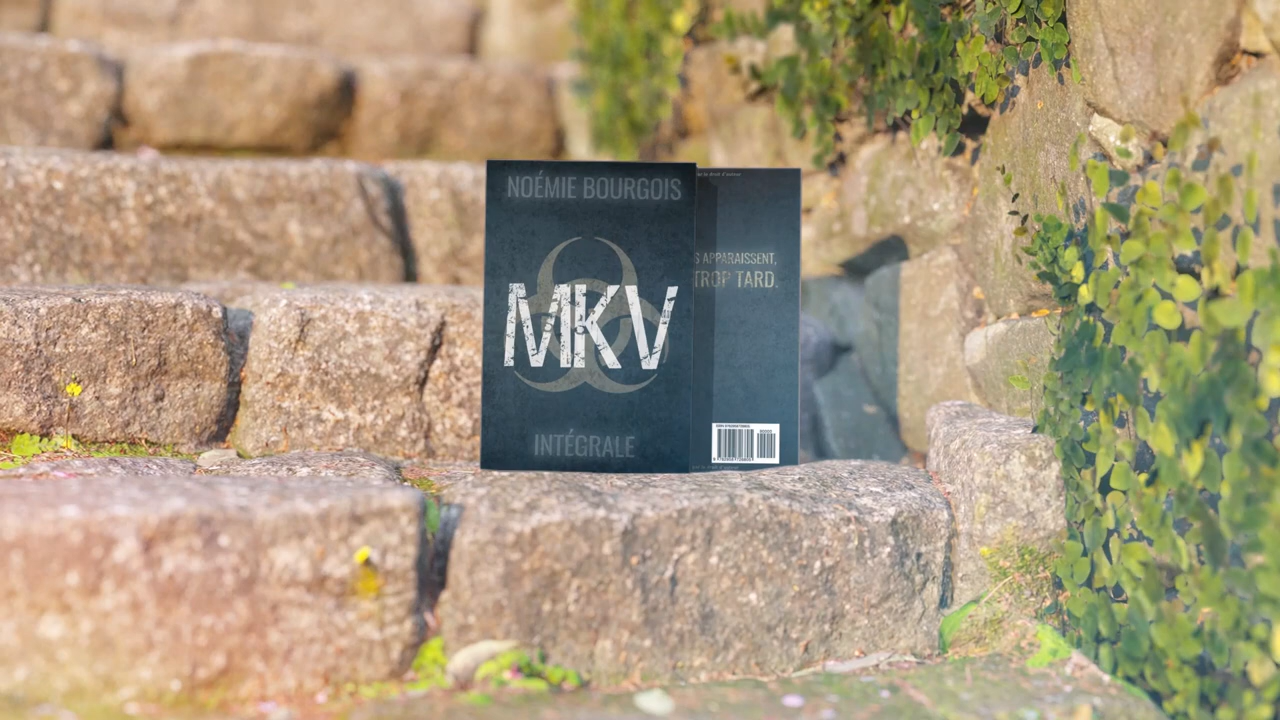 NOÉMIE BOURGOIS
MKV
INTÉGRALE
S APPARAISSENT,
TROP TARD.